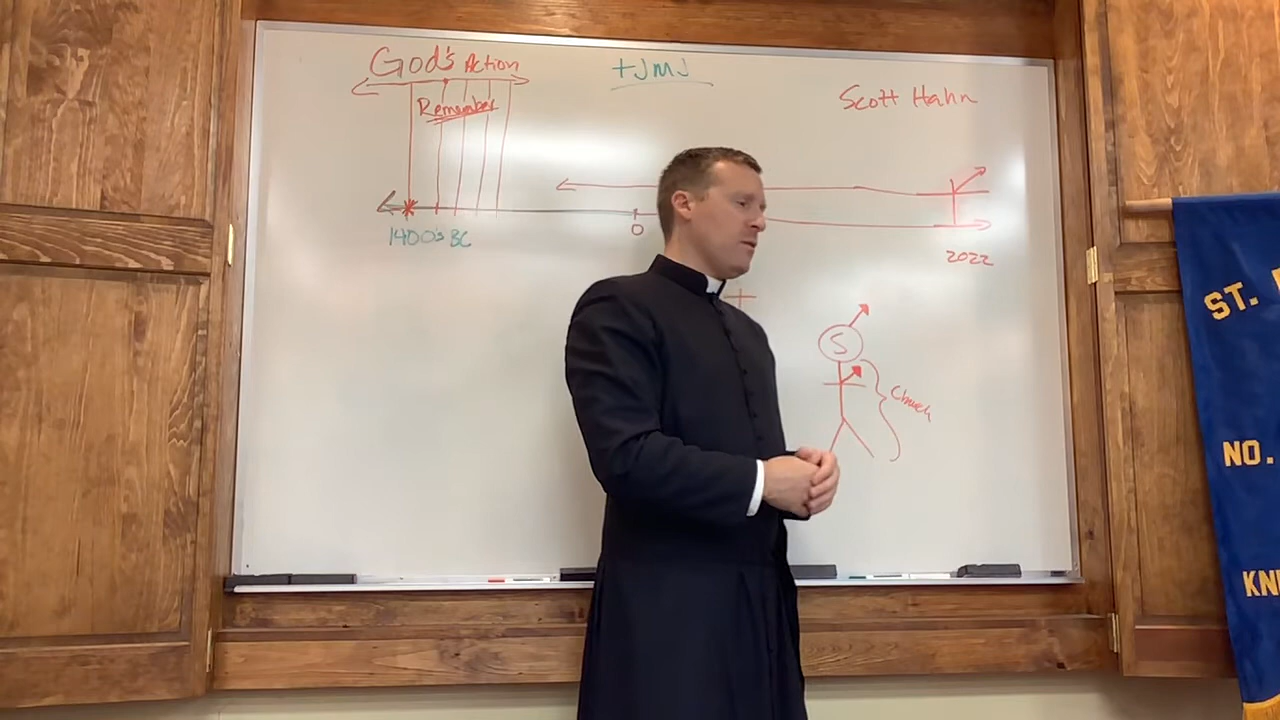 God's Action
+JMJ
Remember
Scott Hahn
1400's BC
0
2022
S
Church
ST.
NO.
KN